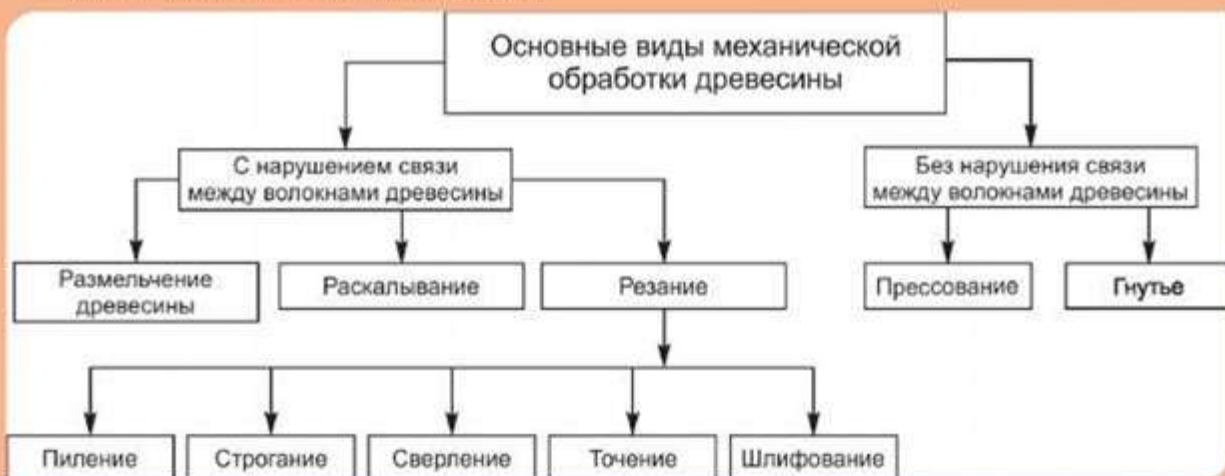 Основные виды механической
обработки древесины
С нарушением связи
между волокнами древесины
Без нарушения связи
между волокнами древесины
Размельчение
древесины
Раскалывание
Резание
Прессование
Гнутье
Пиление
Строгание
Сверление
Точение
Шлифование